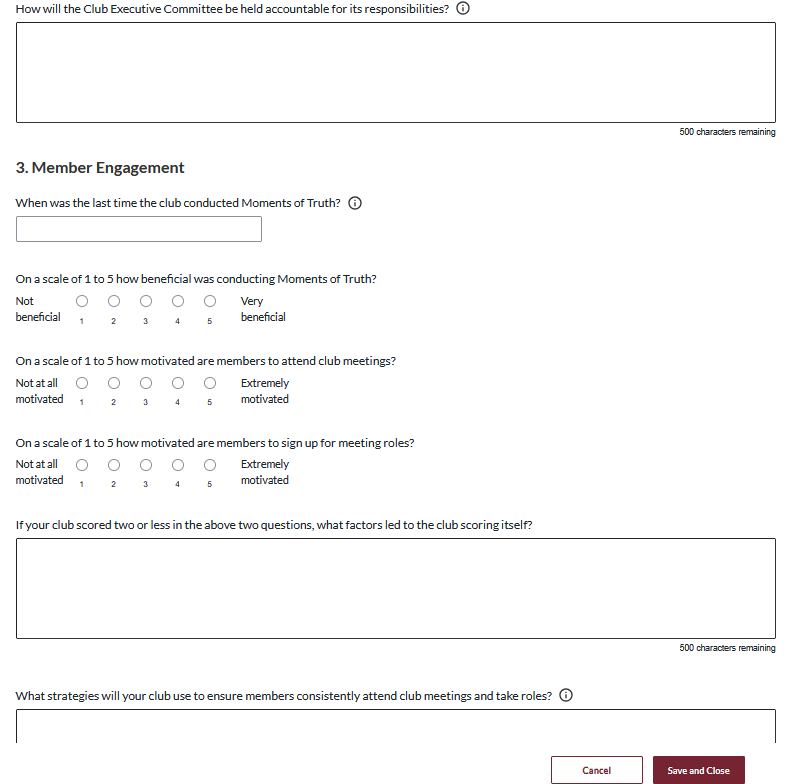 How will the Club Executive Committee be held accountable for its responsibilities?
500 characters remaining
3. Member Engagement
When was the last time the club conducted Moments of Truth?
On a scale of 1 to 5 how beneficial was conducting Moments of Truth?
Not beneficial 1 2 3 4 5 Very beneficial
On a scale of 1 to 5 how motivated are members to attend club meetings?
Not at all motivated 1 2 3 4 5 Extremely motivated
On a scale of 1 to 5 how motivated are members to sign up for meeting roles?
Not at all motivated 1 2 3 4 5 Extremely motivated
If your club scored two or less in the above two questions, what factors led to the club scoring itself?
500 characters remaining
What strategies will your club use to ensure members consistently attend club meetings and take roles?
Cancel Save and Close